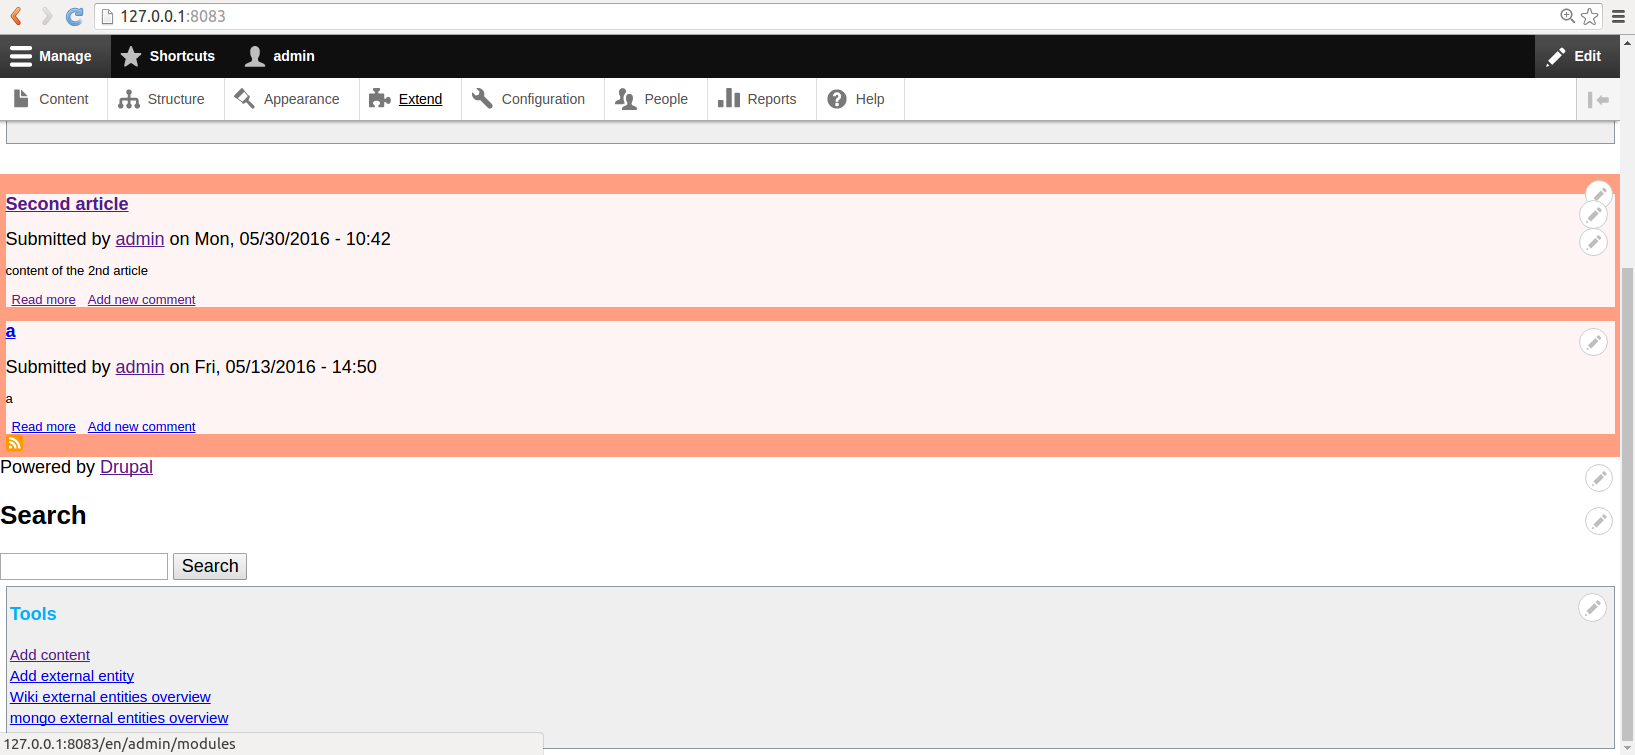 127.0.0.1:8083
Manage Shortcuts admin Edit
Content Structure Appearance Extend Configuration People Reports Help
Second article
Submitted by admin on Mon, 05/30/2016 - 10:42
content of the 2nd article
Read more Add new comment
a
Submitted by admin on Fri, 05/13/2016 - 14:50
a
Read more Add new comment
Powered by Drupal
Search
Search
Tools
Add content
Add external entity
Wiki external entities overview
mongo external entities overview
127.0.0.1:8083/en/admin/modules